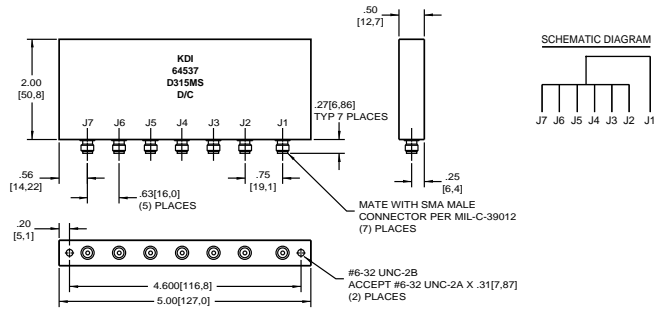 .50
[12,7]
SCHEMATIC DIAGRAM
2.00
[50,8]
KDI
64537
D315MS
D/C
.27[6,86]
TYP 7 PLACES
J7 J6 J5 J4 J3 J2 J1
J7 J6 J5 J4 J3 J2 J1
.56
[14,22]
.63[16,0]
(5) PLACES
.75
[19,1]
.25
[6,4]
MATE WITH SMA MALE
CONNECTOR PER MIL-C-39012
(7) PLACES
.20
[5,1]
4.600[116,8]
5.00[127,0]
#6-32 UNC-2B
ACCEPT #6-32 UNC-2A X .31[7,87]
(2) PLACES